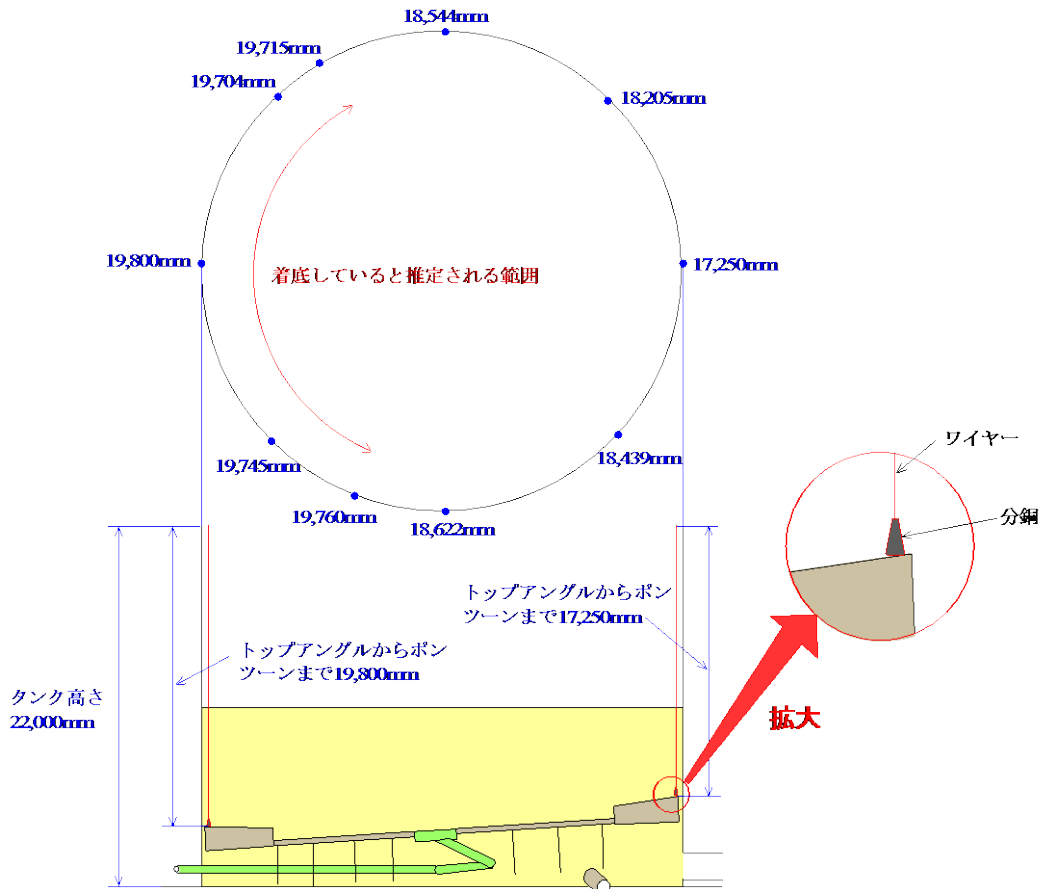 18,544mm
19,715mm
19,704mm
18,205mm
19,800mm
着底していると推定される範囲
17,250mm
19,745mm
18,439mm
19,760mm
18,622mm
ワイヤー
分銅
トップアングルからポン
ツーンまで17,250mm
トップアングルからポン
ツーンまで19,800mm
タンク高さ
22,000mm
拡大